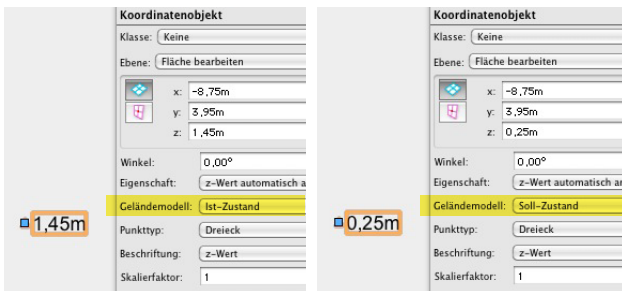 Koordinatenobjekt
Klasse: Keine
Ebene: Fläche bearbeiten
x: -8,75m
y: 3,95m
z: 1,45m
Winkel: 0,00°
Eigenschaft: z-Wert automatisch a
Geländemodell: Ist-Zustand
Punkttyp: Dreieck
Beschriftung: z-Wert
Skalierfaktor: 1
1,45m
Koordinatenobjekt
Klasse: Keine
Ebene: Fläche bearbeiten
x: -8,75m
y: 3,95m
z: 0,25m
Winkel: 0,00°
Eigenschaft: z-Wert automatisch an
Geländemodell: Soll-Zustand
Punkttyp: Dreieck
Beschriftung: z-Wert
Skalierfaktor: 1
0,25m